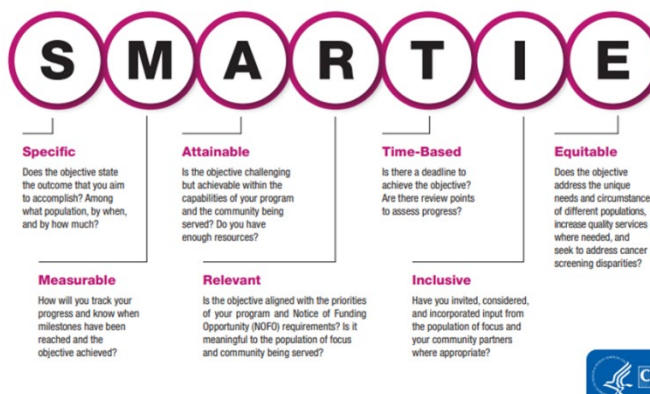 S M A R T I E
Specific
Does the objective state
the outcome that you aim
to accomplish? Among
what population, by when,
and by how much?
Measurable
How will you track your
progress and know when
milestones have been
reached and the
objective achieved?
Attainable
Is the objective challenging
but achievable within the
capabilities of your program
and the community being
served? Do you have
enough resources?
Relevant
Is the objective aligned with the priorities
of your program and Notice of Funding
Opportunity (NOFO) requirements? Is it
meaningful to the population of focus
and community being served?
Time-Based
Is there a deadline to
achieve the objective?
Are there review points
to assess progress?
Inclusive
Have you invited, considered,
and incorporated input from
the population of focus and
your community partners
where appropriate?
Equitable
Does the objective
address the unique
needs and circumstance
of different populations,
increase quality services
where needed, and
seek to address cancer
screening disparities?
C